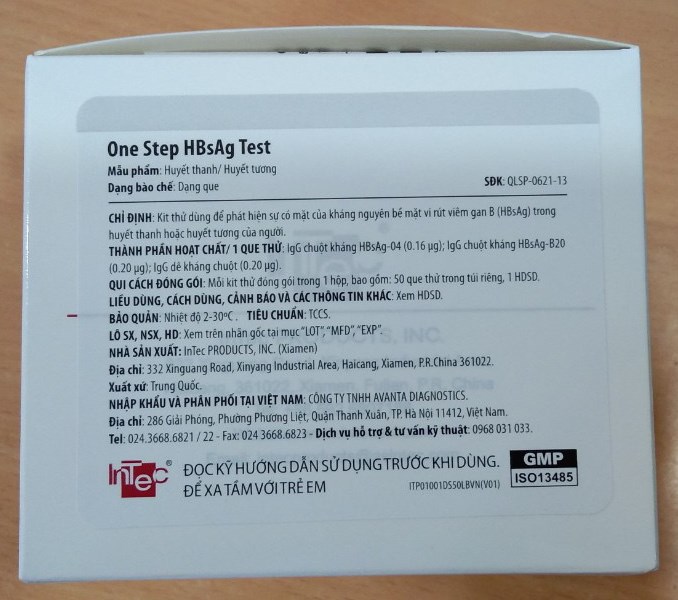 One Step HBsAg Test
Mẫu phẩm: Huyết thanh/ Huyết tương
Dạng bào chế: Dạng que
SĐK: QLSP-0621-13
CHỈ ĐỊNH: Kit thử dùng để phát hiện sự có mặt của kháng nguyên bề mặt vi rút viêm gan B (HBsAg) trong
huyết thanh hoặc huyết tương của người.
THÀNH PHẦN HOẠT CHẤT/ 1 QUE THỬ: IgG chuột kháng HBsAg-04 (0.16 µg); IgG chuột kháng HBsAg-B20
(0.20 µg); IgG dê kháng chuột (0.20 µg).
QUI CÁCH ĐÓNG GÓI: Mỗi kit thử đóng gói trong 1 hộp, bao gồm: 50 que thử trong túi riêng, 1 HDSD.
LIỀU DÙNG, CÁCH DÙNG, CẢNH BÁO VÀ CÁC THÔNG TIN KHÁC: Xem HDSD.
BẢO QUẢN: Nhiệt độ 2-30ºC. TIÊU CHUẨN: TCCS.
LÔ SX, NSX, HD: Xem trên nhãn gốc tại mục "LOT", "MFD", "EXP".
NHÀ SẢN XUẤT: InTec PRODUCTS, INC. (Xiamen)
Địa chỉ: 332 Xinguang Road, Xinyang Industrial Area, Haicang, Xiamen, P.R.China 361022.
Xuất xứ: Trung Quốc.
NHẬP KHẨU VÀ PHÂN PHỐI TẠI VIỆT NAM: CÔNG TY TNHH AVANTA DIAGNOSTICS.
Địa chỉ: 286 Giải Phóng, Phường Phương Liệt, Quận Thanh Xuân, TP. Hà Nội 11412, Việt Nam.
Tel: 024.3668.6821 / 22 - Fax: 024 3668.6823 - Dịch vụ hỗ trợ & tư vấn kỹ thuật: 0968 031 033.
InTec®
ĐỌC KỸ HƯỚNG DẪN SỬ DỤNG TRƯỚC KHI DÙNG.
ĐỂ XA TẦM VỚI TRẺ EM
ITP01001DS50LBVN(V01)
GMP
ISO13485